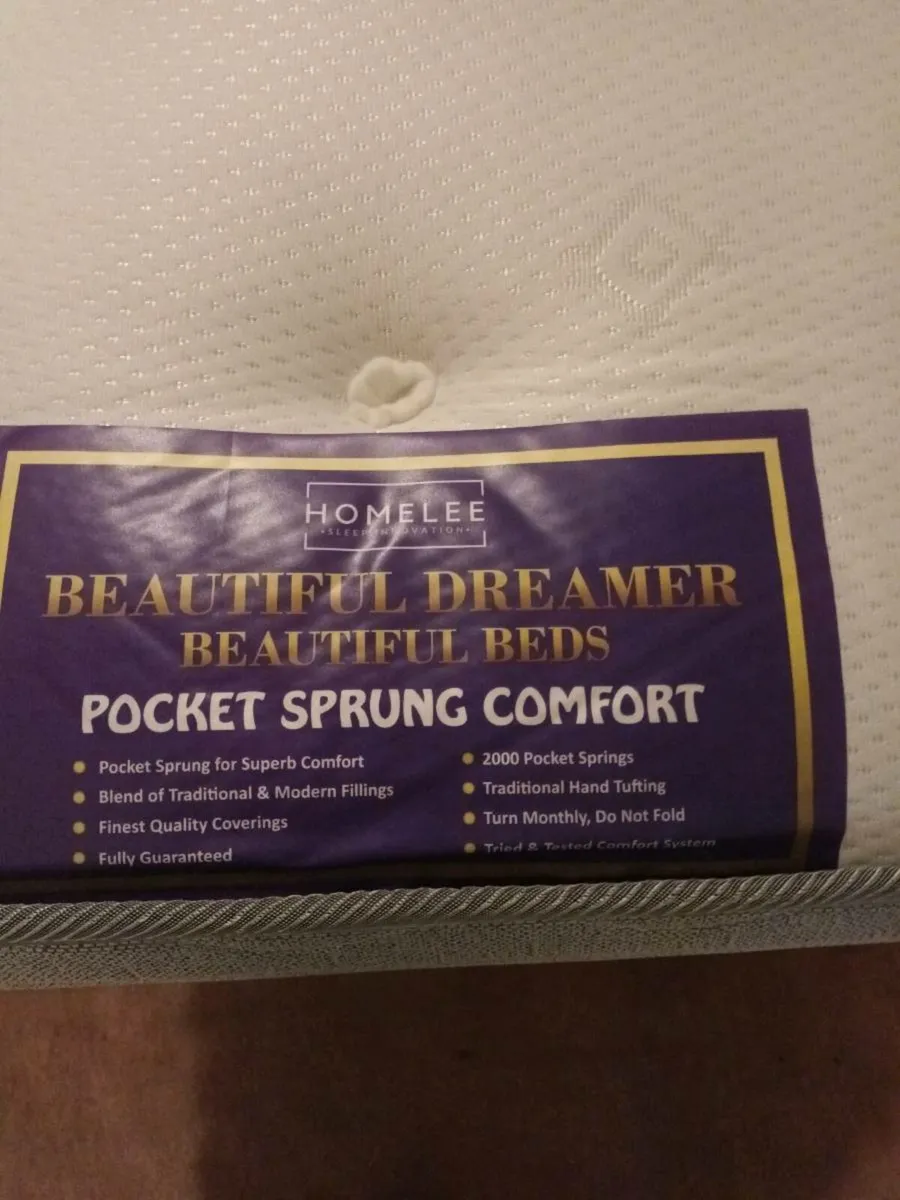 HOMELEE
•SLEEP INNOVATION•
BEAUTIFUL DREAMER
BEAUTIFUL BEDS
POCKET SPRUNG COMFORT
Pocket Sprung for Superb Comfort
Blend of Traditional & Modern Fillings
Finest Quality Coverings
Fully Guaranteed
2000 Pocket Springs
Traditional Hand Tufting
Turn Monthly, Do Not Fold
Tried & Tested Comfort System